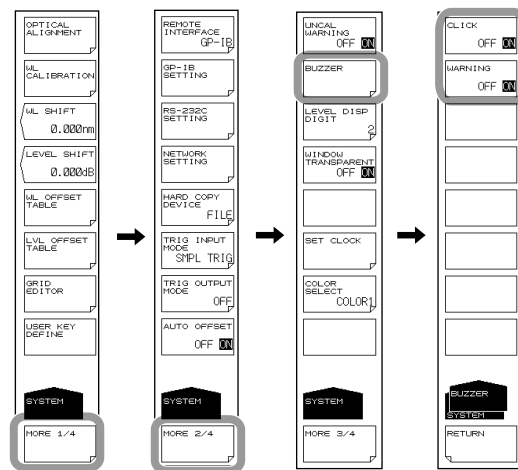 OPTICAL
ALIGNMENT
WL
CALIBRATION
WL SHIFT
0.000nm
LEVEL SHIFT
0.000dB
WL OFFSET
TABLE
LVL OFFSET
TABLE
GRID
EDITOR
USER KEY
DEFINE
SYSTEM
MORE 1/4
REMOTE
INTERFACE
GP-IB
GP-IB
SETTING
RS-232C
SETTING
NETWORK
SETTING
HARD COPY
DEVICE
FILE
TRIG INPUT
MODE
SMPL TRIG
TRIG OUTPUT
MODE
OFF
AUTO OFFSET
OFF ON
SYSTEM
MORE 2/4
UNCAL
WARNING
OFF ON
BUZZER
LEVEL DISP
DIGIT
2
WINDOW
TRANSPARENT
OFF ON
SET CLOCK
COLOR
SELECT
COLOR1
SYSTEM
MORE 3/4
CLICK
OFF ON
WARNING
OFF ON
BUZZER
SYSTEM
RETURN